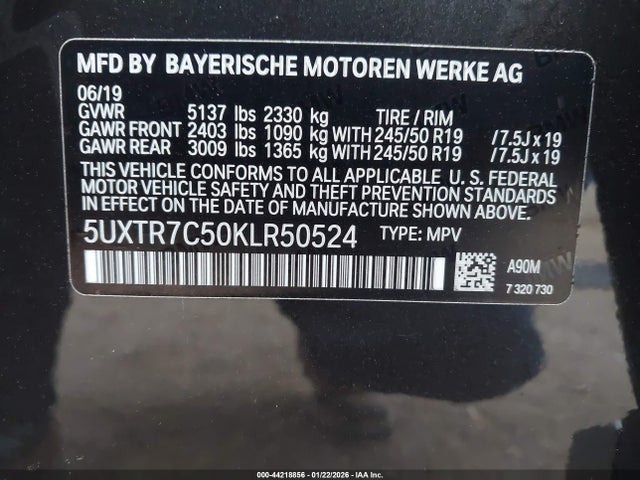 MFD BY BAYERISCHE MOTOREN WERKE AG
06/19
GVWR 5137 lbs 2330 kg TIRE / RIM
GAWR FRONT 2403 lbs 1090 kg WITH 245/50 R19 /7.5J x 19
GAWR REAR 3009 lbs 1365 kg WITH 245/50 R19 /7.5J x 19
THIS VEHICLE CONFORMS TO ALL APPLICABLE U. S. FEDERAL
MOTOR VEHICLE SAFETY AND THEFT PREVENTION STANDARDS
IN EFFECT ON THE DATE OF MANUFACTURE SHOWN ABOVE.
5UXTR7C50KLR50524 TYPE: MPV
A90M
7 320 730
000-44218856 - 01/22/2026 - IAA Inc.